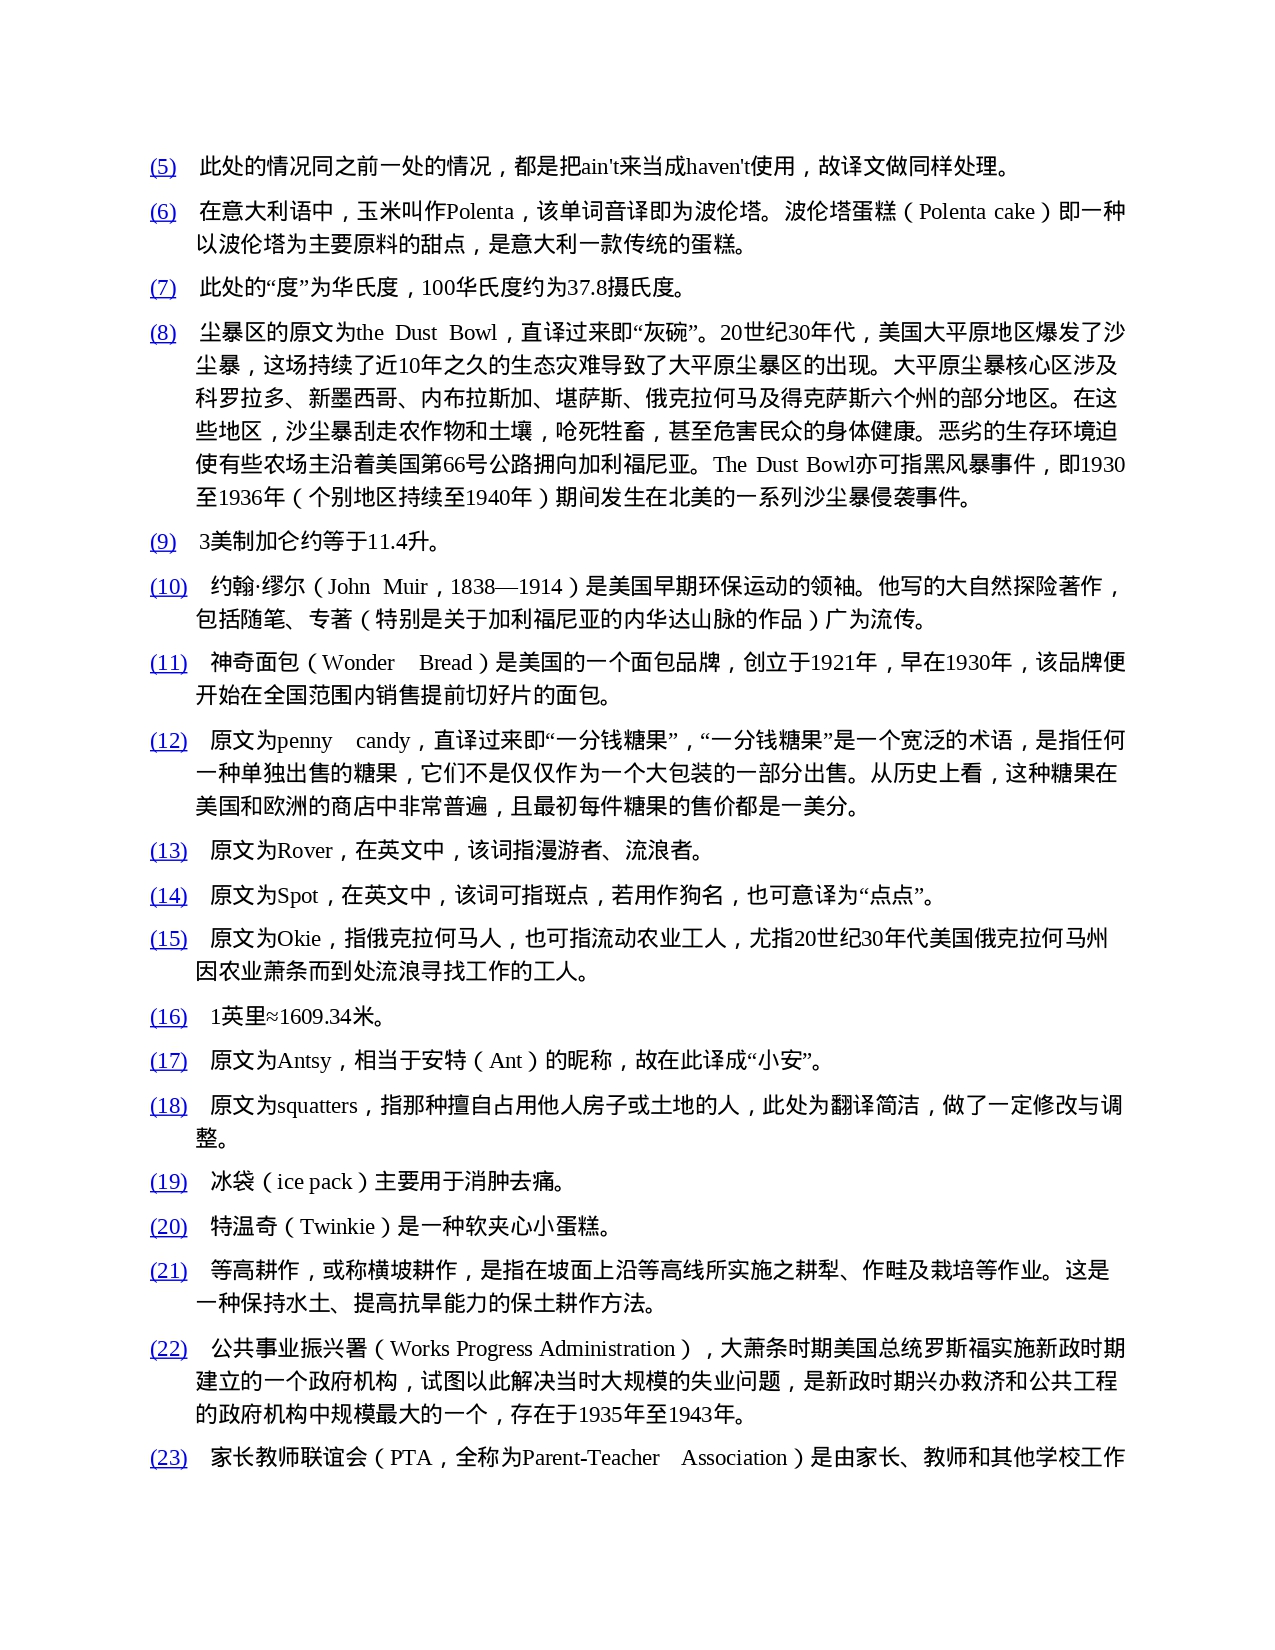 (5) 此处的情况同之前一处的情况，都是把ain't来当成haven't使用，故译文做同样处理。
(6) 在意大利语中，玉米叫作Polenta，该单词音译即为波伦塔。波伦塔蛋糕（Polenta cake）即一种
以波伦塔为主要原料的甜点，是意大利一款传统的蛋糕。
(7) 此处的“度”为华氏度，100华氏度约为37.8摄氏度。
(8) 尘暴区的原文为the Dust Bowl，直译过来即“灰碗”。20世纪30年代，美国大平原地区爆发了沙
尘暴，这场持续了近10年之久的生态灾难导致了大平原尘暴区的出现。大平原尘暴核心区涉及
科罗拉多、新墨西哥、内布拉斯加、堪萨斯、俄克拉何马及得克萨斯六个州的部分地区。在这
些地区，沙尘暴刮走农作物和土壤，呛死牲畜，甚至危害民众的身体健康。恶劣的生存环境迫
使有些农场主沿着美国第66号公路拥向加利福尼亚。The Dust Bowl亦可指黑风暴事件，即1930
至1936年（个别地区持续至1940年）期间发生在北美的一系列沙尘暴侵袭事件。
(9) 3美制加仑约等于11.4升。
(10) 约翰·缪尔（John Muir，1838—1914）是美国早期环保运动的领袖。他写的大自然探险著作，
包括随笔、专著（特别是关于加利福尼亚的内华达山脉的作品）广为流传。
(11) 神奇面包（Wonder Bread）是美国的一个面包品牌，创立于1921年，早在1930年，该品牌便
开始在全国范围内销售提前切好片的面包。
(12) 原文为penny candy，直译过来即“一分钱糖果”，“一分钱糖果”是一个宽泛的术语，是指任何
一种单独出售的糖果，它们不是仅仅作为一个大包装的一部分出售。从历史上看，这种糖果在
美国和欧洲的商店中非常普遍，且最初每件糖果的售价都是一美分。
(13) 原文为Rover，在英文中，该词指漫游者、流浪者。
(14) 原文为Spot，在英文中，该词可指斑点，若用作狗名，也可意译为“点点”。
(15) 原文为Okie，指俄克拉何马人，也可指流动农业工人，尤指20世纪30年代美国俄克拉何马州
因农业萧条而到处流浪寻找工作的工人。
(16) 1英里≈1609.34米。
(17) 原文为Antsy，相当于安特（Ant）的昵称，故在此译成“小安”。
(18) 原文为squatters，指那种擅自占用他人房子或土地的人，此处为翻译简洁，做了一定修改与调
整。
(19) 冰袋（ice pack）主要用于消肿去痛。
(20) 特温奇（Twinkie）是一种软夹心小蛋糕。
(21) 等高耕作，或称横坡耕作，是指在坡面上沿等高线所实施之耕犁、作畦及栽培等作业。这是
一种保持水土、提高抗旱能力的保土耕作方法。
(22) 公共事业振兴署（Works Progress Administration），大萧条时期美国总统罗斯福实施新政时期
建立的一个政府机构，试图以此解决当时大规模的失业问题，是新政时期兴办救济和公共工程
的政府机构中规模最大的一个，存在于1935年至1943年。
(23) 家长教师联谊会（PTA，全称为Parent-Teacher Association）是由家长、教师和其他学校工作